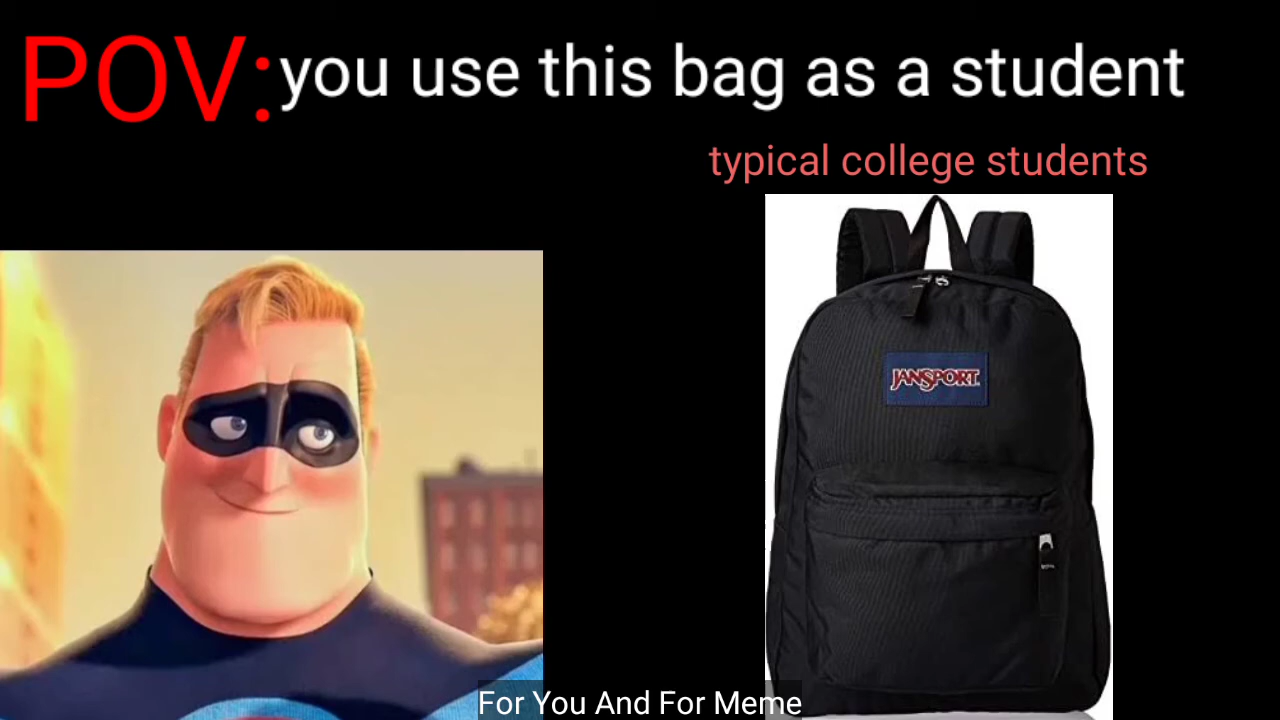 POV: you use this bag as a student
typical college students
JANSPORT
For You And For Meme